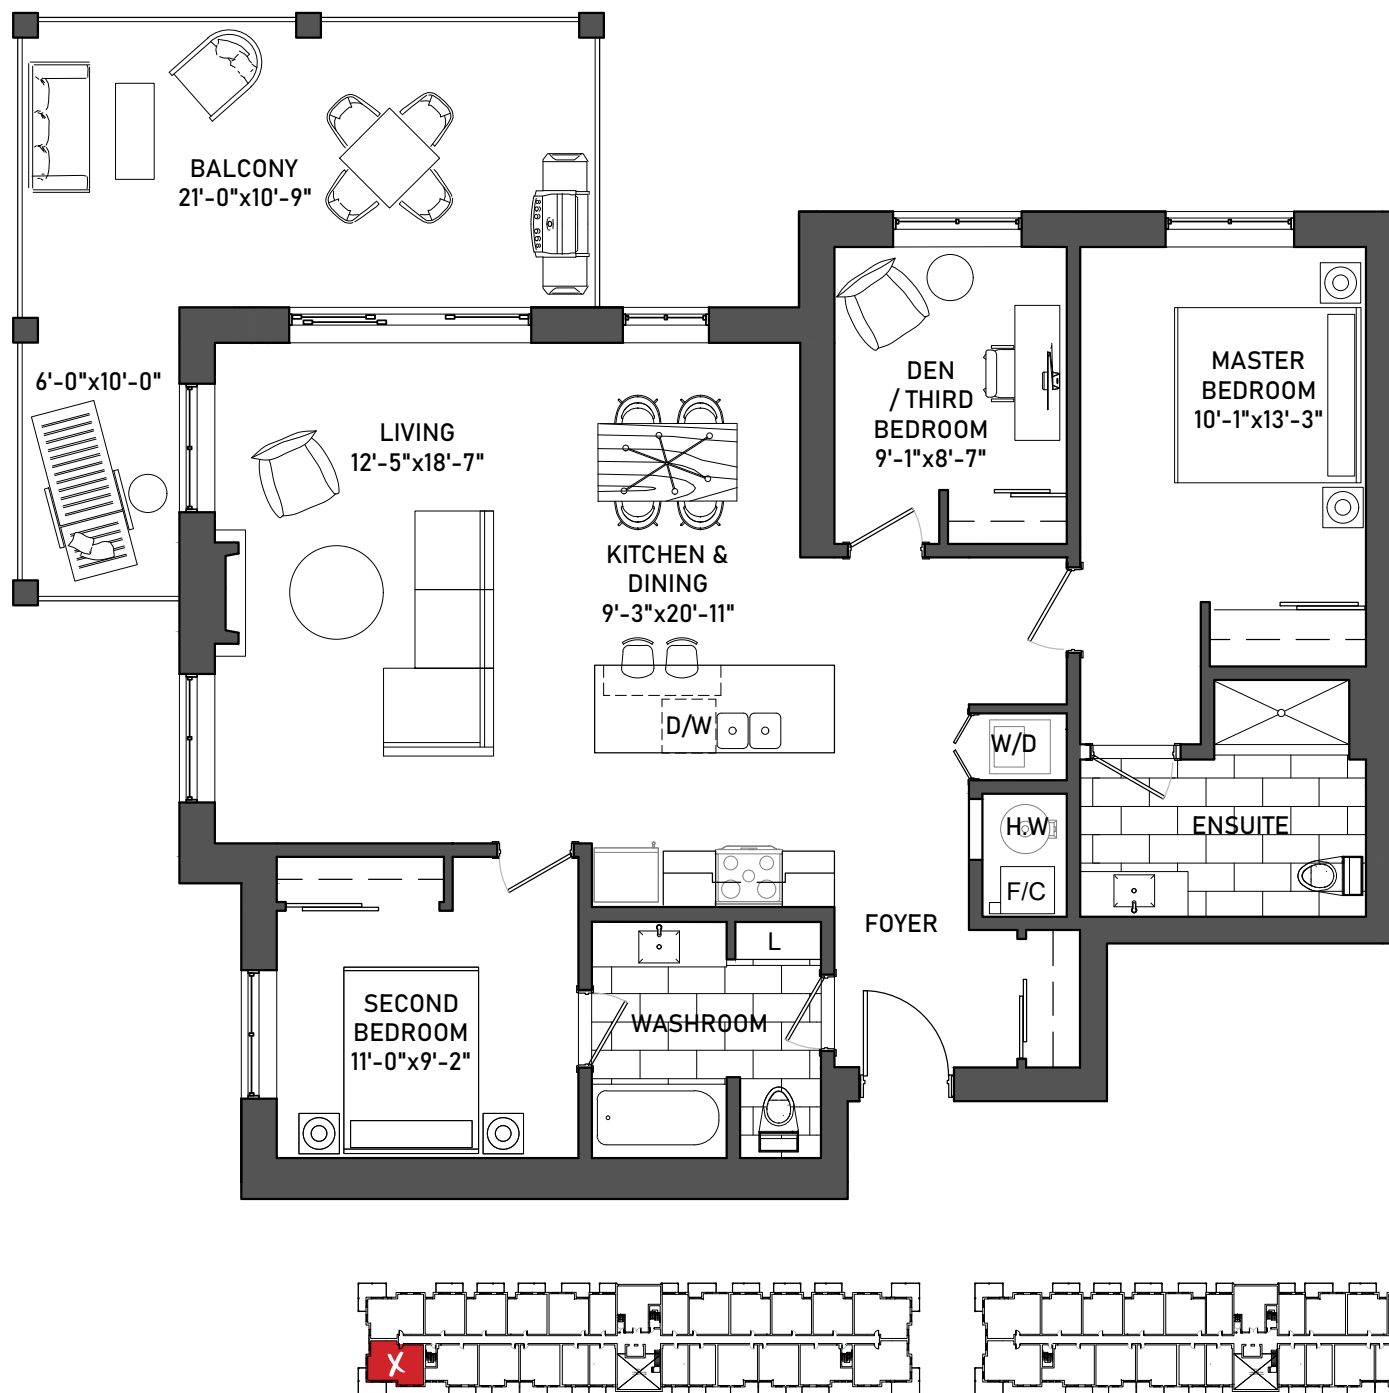 BALCONY
21'-0"x10'-9"
6'-0"x10'-0"
LIVING
12'-5"x18'-7"
KITCHEN &
DINING
9'-3"x20'-11"
DEN
/ THIRD
BEDROOM
9'-1"x8'-7"
MASTER
BEDROOM
10'-1"x13'-3"
D/W
W/D
H.W
F/C
ENSUITE
FOYER
L
WASHROOM
SECOND
BEDROOM
11'-0"x9'-2"
X